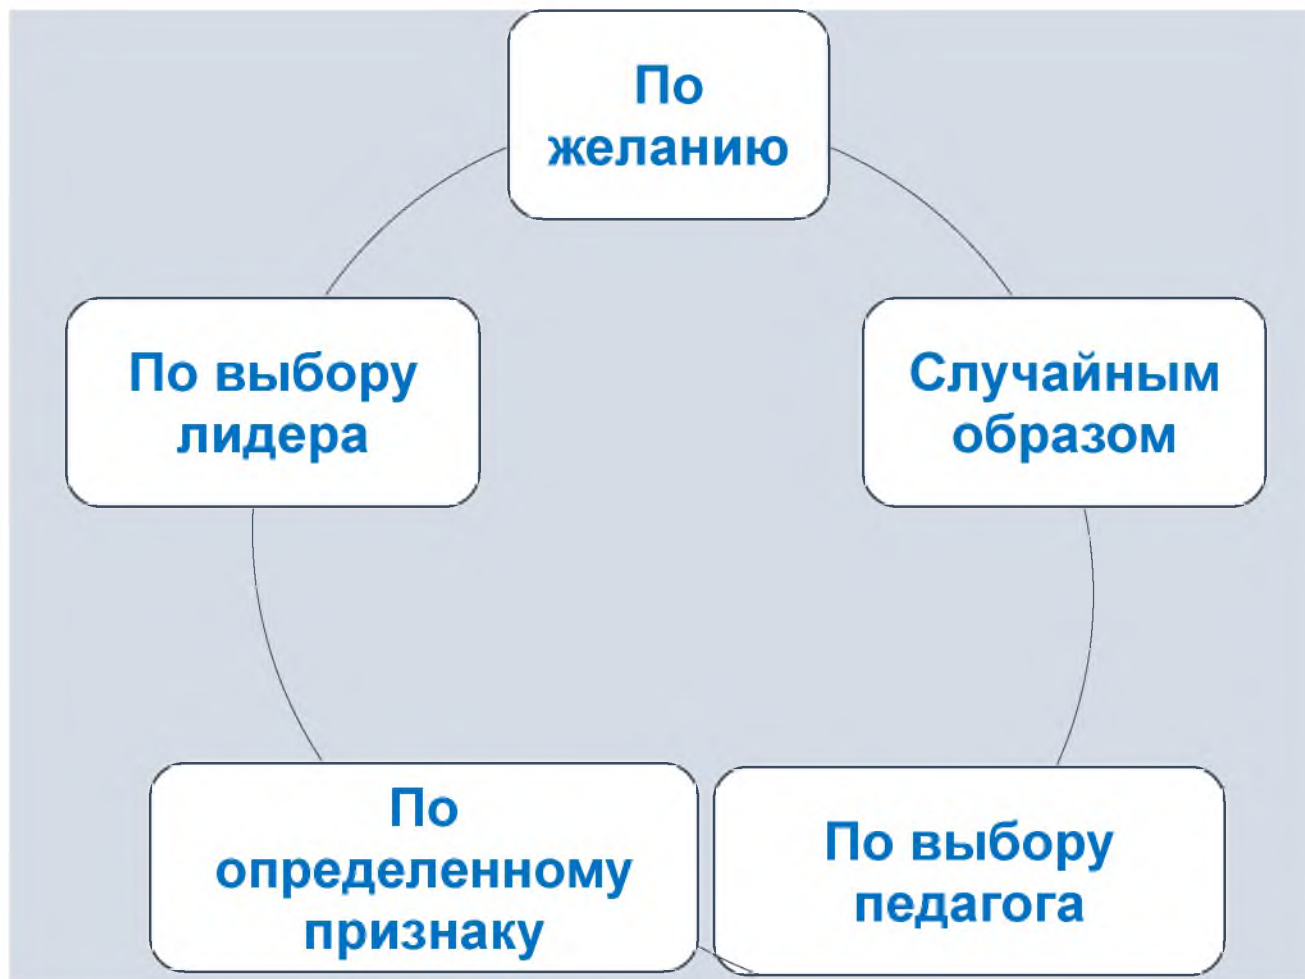 По
желанию
По выбору
лидера
Случайным
образом
По
определенному
признаку
По выбору
педагога